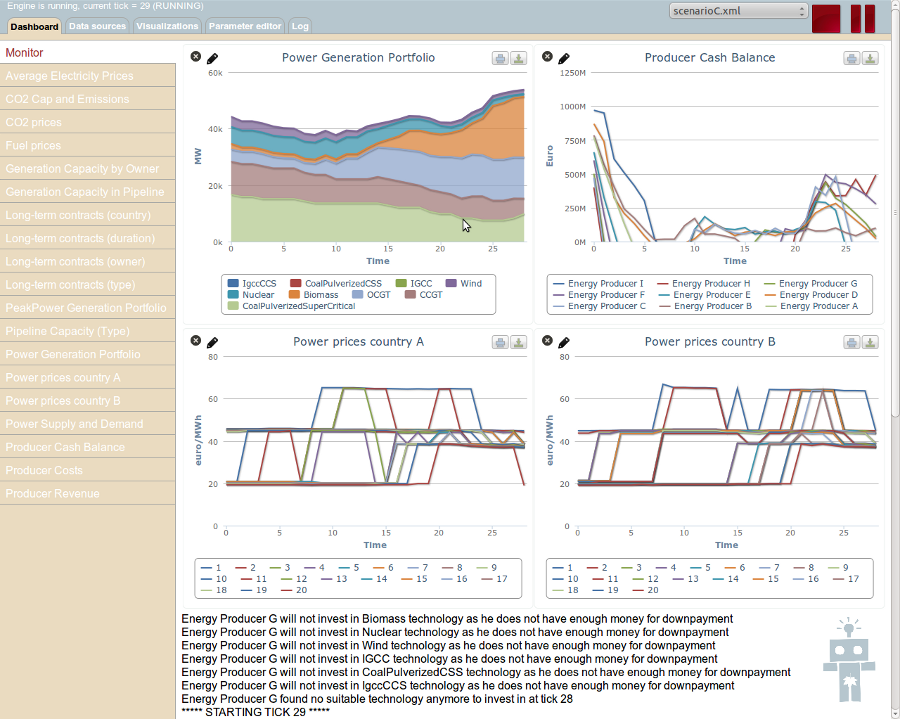 Engine is running, current tick = 29 (RUNNING)
scenarioC.xml
Dashboard Data sources Visualizations Parameter editor Log
Monitor
Average Electricity Prices
CO2 Cap and Emissions
CO2 prices
Fuel prices
Generation Capacity by Owner
Generation Capacity in Pipeline
Long-term contracts (country)
Long-term contracts (duration)
Long-term contracts (owner)
Long-term contracts (type)
PeakPower Generation Portfolio
Pipeline Capacity (Type)
Power Generation Portfolio
Power prices country A
Power prices country B
Power Supply and Demand
Producer Cash Balance
Producer Costs
Producer Revenue
Power Generation Portfolio
60k
40k
20k
0k
MW
0 5 10 15 20 25
Time
IgccCCS CoalPulverizedCSS IGCC Wind
Nuclear Biomass OCGT CCGT
CoalPulverizedSuperCritical
Producer Cash Balance
1250M
1000M
750M
500M
250M
0M
Euro
0 5 10 15 20 25
Time
Energy Producer I Energy Producer H Energy Producer G
Energy Producer F Energy Producer E Energy Producer D
Energy Producer C Energy Producer B Energy Producer A
Power prices country A
80
60
40
20
0
euro/MWh
0 5 10 15 20 25
Time
1 2 3 4 5 6 7 8 9
10 11 12 13 14 15 16 17
18 19 20
Power prices country B
80
60
40
20
0
euro/MWh
0 5 10 15 20 25
Time
1 2 3 4 5 6 7 8 9
10 11 12 13 14 15 16 17
18 19 20
Energy Producer G will not invest in Biomass technology as he does not have enough money for downpayment
Energy Producer G will not invest in Nuclear technology as he does not have enough money for downpayment
Energy Producer G will not invest in Wind technology as he does not have enough money for downpayment
Energy Producer G will not invest in IGCC technology as he does not have enough money for downpayment
Energy Producer G will not invest in CoalPulverizedCSS technology as he does not have enough money for downpayment
Energy Producer G will not invest in IgccCCS technology as he does not have enough money for downpayment
Energy Producer G found no suitable technology anymore to invest in at tick 28
***** STARTING TICK 29 *****